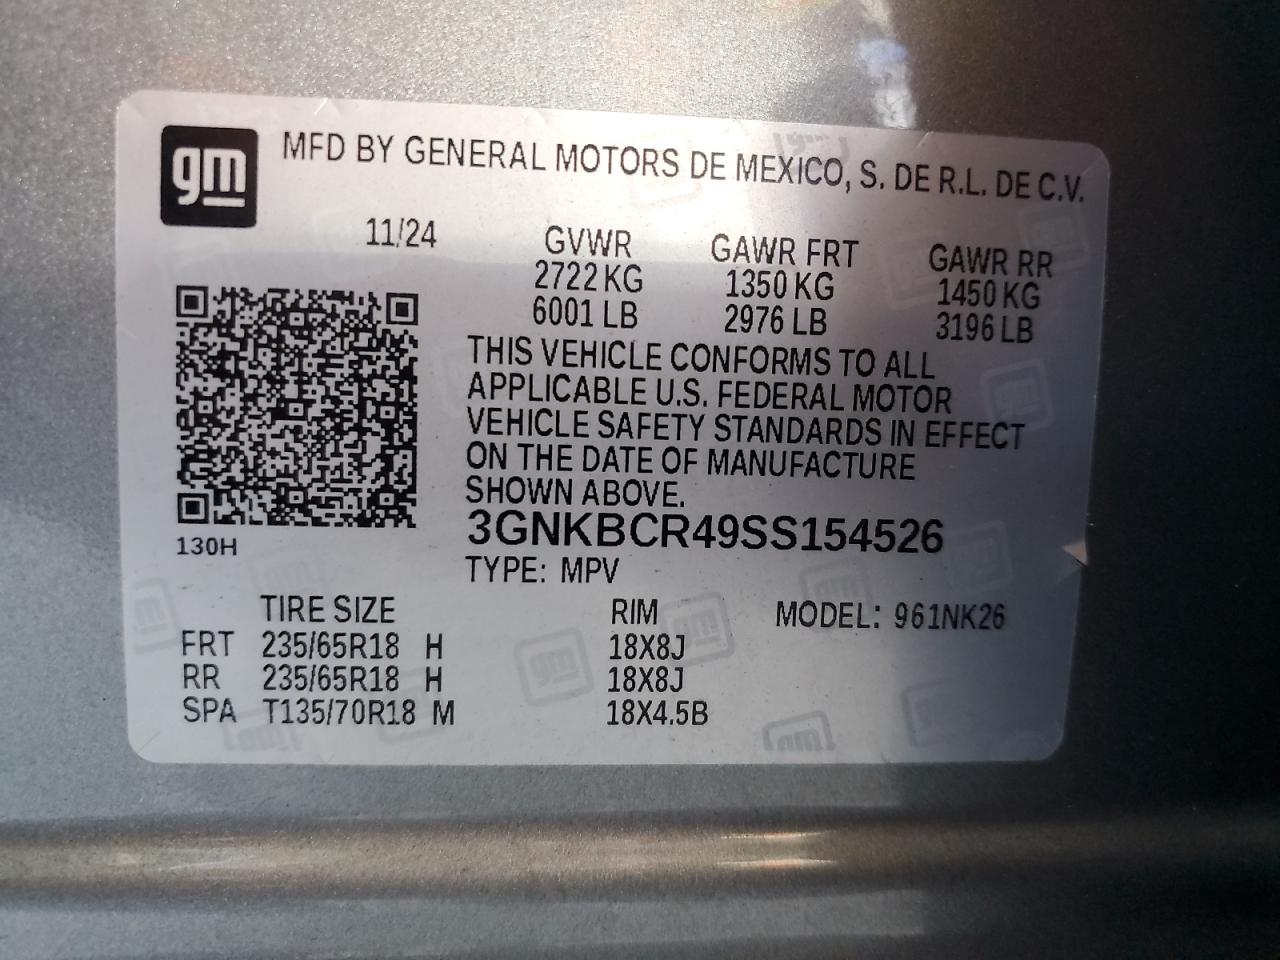 gm
MFD BY GENERAL MOTORS DE MEXICO, S. DE R.L. DE C.V.
11/24 GVWR GAWR FRT GAWR RR
2722 KG 1350 KG 1450 KG
6001 LB 2976 LB 3196 LB
THIS VEHICLE CONFORMS TO ALL
APPLICABLE U.S. FEDERAL MOTOR
VEHICLE SAFETY STANDARDS IN EFFECT
ON THE DATE OF MANUFACTURE
SHOWN ABOVE.
3GNKBCR49SS154526
130H
TYPE: MPV
TIRE SIZE RIM MODEL: 961NK26
FRT 235/65R18 H 18X8J
RR 235/65R18 H 18X8J
SPA T135/70R18 M 18X4.5B